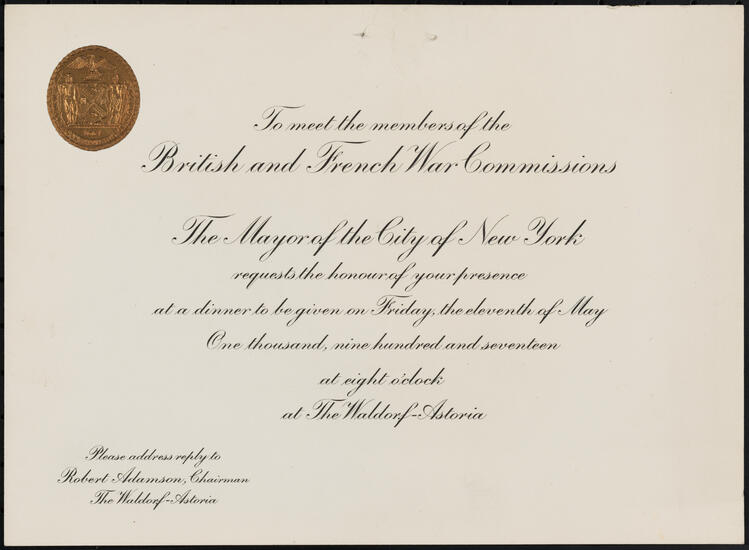 To meet the members of the
British and French War Commissions
The Mayor of the City of New York
requests the honour of your presence
at a dinner to be given on Friday, the eleventh of May
One thousand, nine hundred and seventeen
at eight o'clock
at The Waldorf-Astoria
Please address reply to
Robert Adamson, Chairman
The Waldorf-Astoria